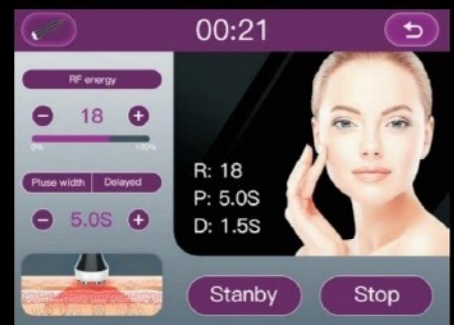 00:21
RF energy
18
0%
100%
Pluse width
Delayed
5.0S
R: 18
P: 5.0S
D: 1.5S
Stanby
Stop